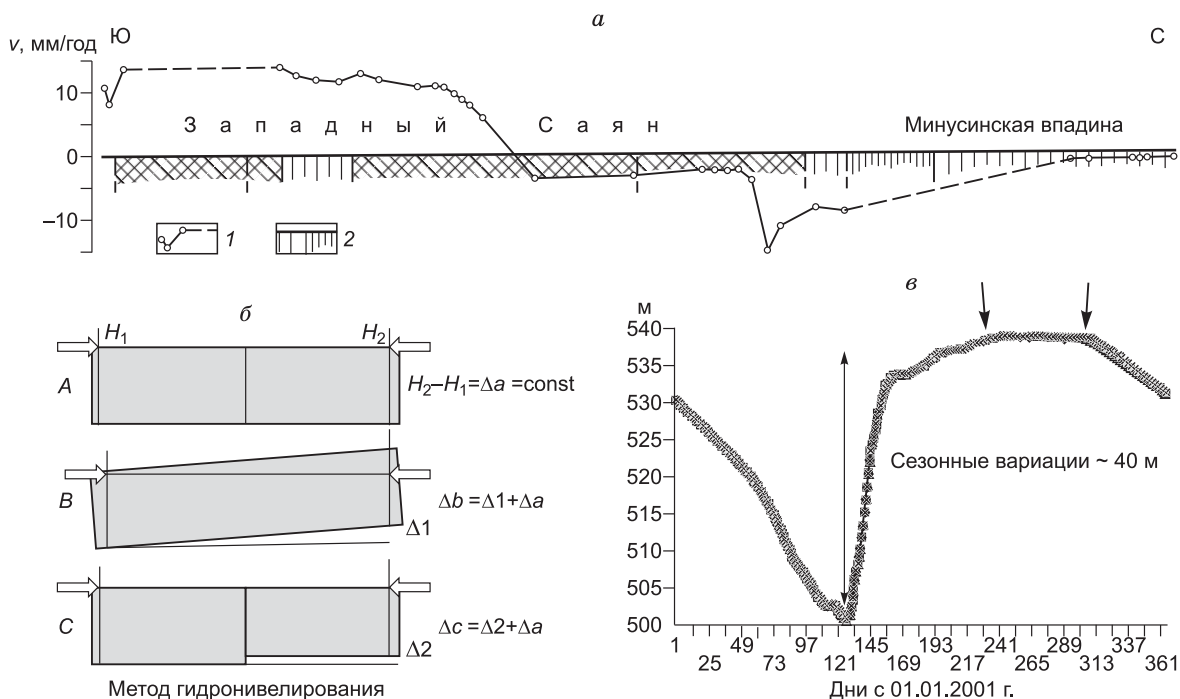 а
Ю
С
v, мм/год
10
0
–10
Западный Саян
Минусинская впадина
1
2
б
H1
H2
A
H2–H1=Δa =const
B
Δ1
Δb =Δ1+Δa
C
Δ2
Δc =Δ2+Δa
Метод гидронивелирования
в
м
540
535
530
525
520
515
510
505
500
Сезонные вариации ~ 40 м
1 49 97 145 193 241 289 337
25 73 121 169 217 265 313 361
Дни с 01.01.2001 г.